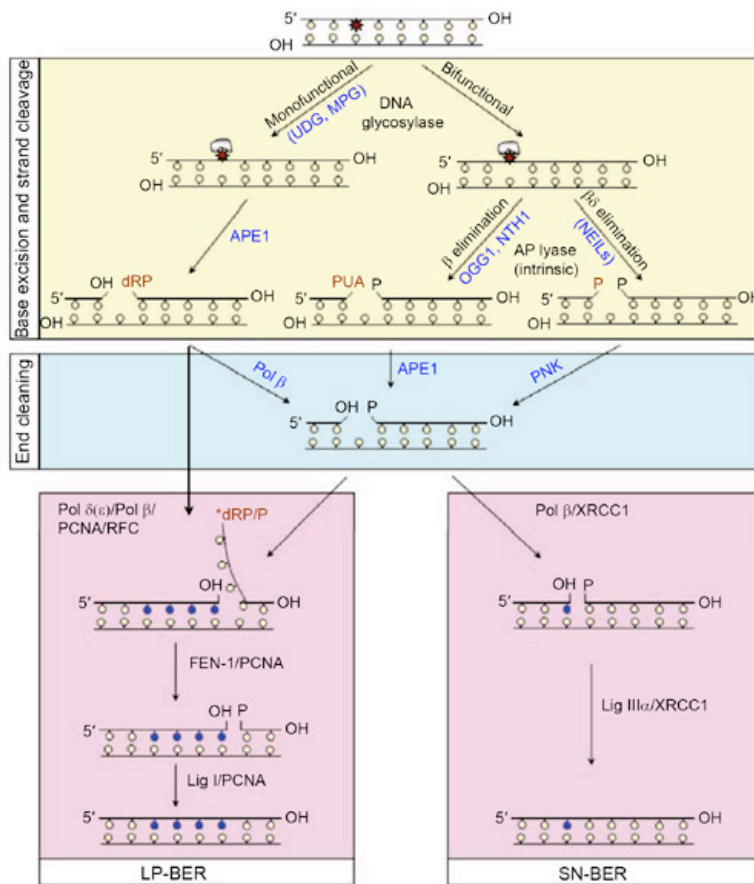 5′ OH
OH
Base excision and strand cleavage
Monofunctional
(UDG, MPG)
DNA
glycosylase
Bifunctional
5′ OH
OH
5′ OH
OH
APE1
β elimination
OGG1, NTH1
AP lyase
(intrinsic)
βδ elimination
(NEILs)
OH dRP
5′ OH
OH
PUA P
5′ OH
P P
5′ OH
End cleaning
Pol β
APE1
PNK
OH P
5′ OH
Pol δ(ε)/Pol β/
PCNA/RFC
*dRP/P
OH
5′ OH
FEN-1/PCNA
OH P
5′ OH
Lig I/PCNA
5′ OH
LP-BER
Pol β/XRCC1
OH P
5′ OH
Lig IIIα/XRCC1
5′ OH
SN-BER